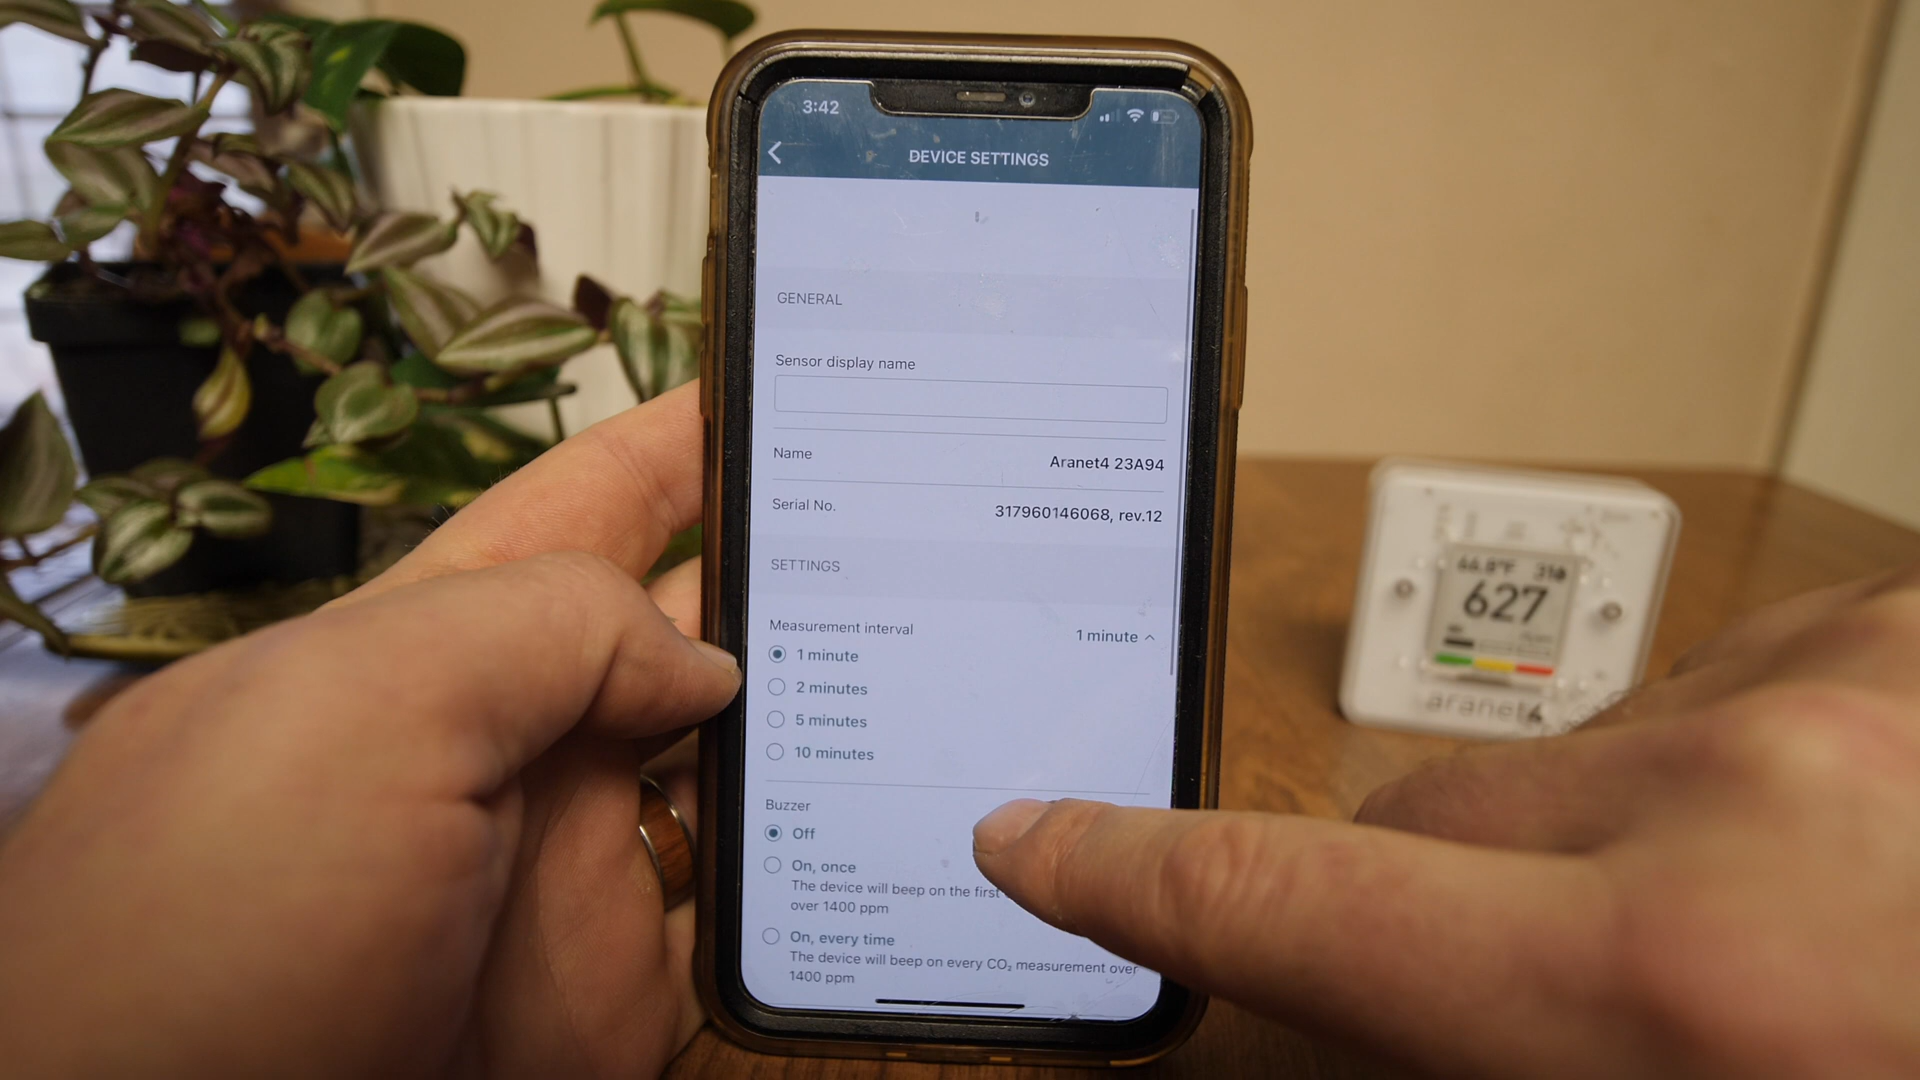 3:42
DEVICE SETTINGS
GENERAL
Sensor display name
Name Aranet4 23A94
Serial No. 317960146068, rev.12
SETTINGS
Measurement interval 1 minute
1 minute
2 minutes
5 minutes
10 minutes
Buzzer
Off
On, once
The device will beep on the first
over 1400 ppm
On, every time
The device will beep on every CO₂ measurement over
1400 ppm
627
aranet4